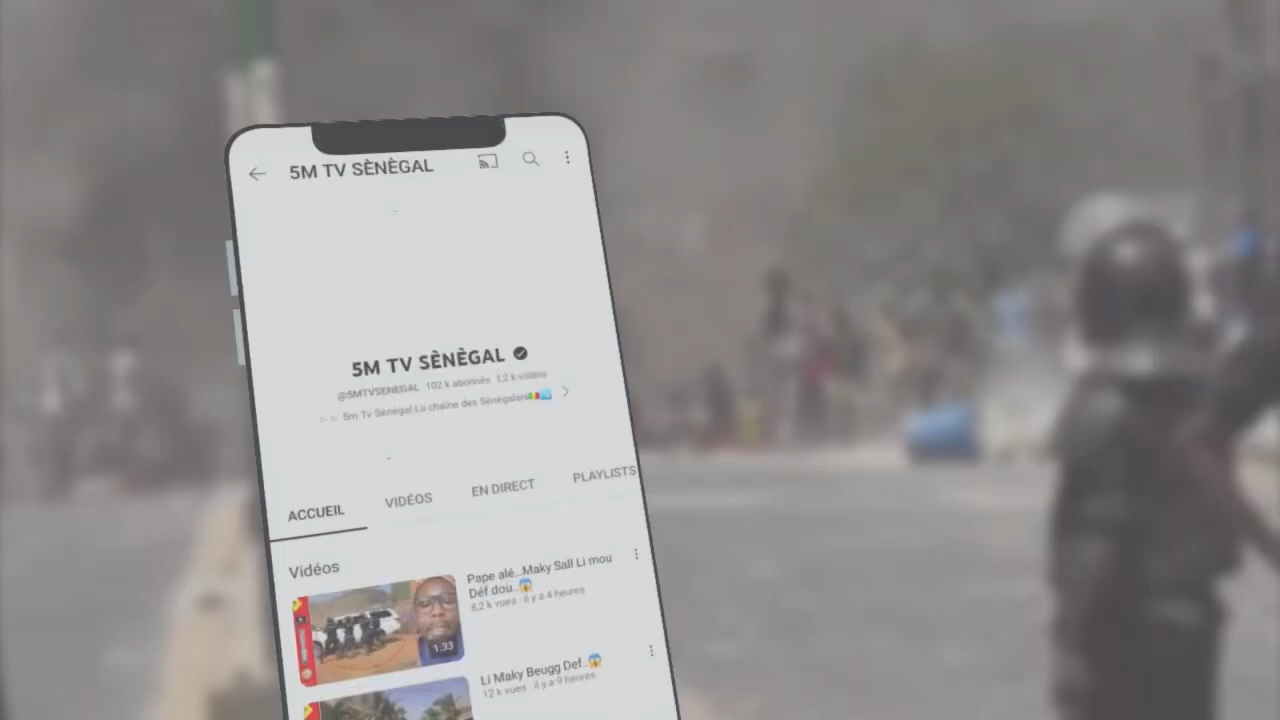 5M TV SÈNÈGAL
5M TV SÈNÈGAL
@5MTVSENEGAL 102 k abonnés 1,2 k vidéos
5m Tv Sénégal La chaîne des Sénégalais
ACCUEIL VIDÉOS EN DIRECT PLAYLISTS
Vidéos
Pape alé...Maky Sall Li mou
Déf dou..😱
6,2 k vues · il y a 4 heures
1:33
Li Maky Beugg Def..😱
12 k vues · il y a 9 heures